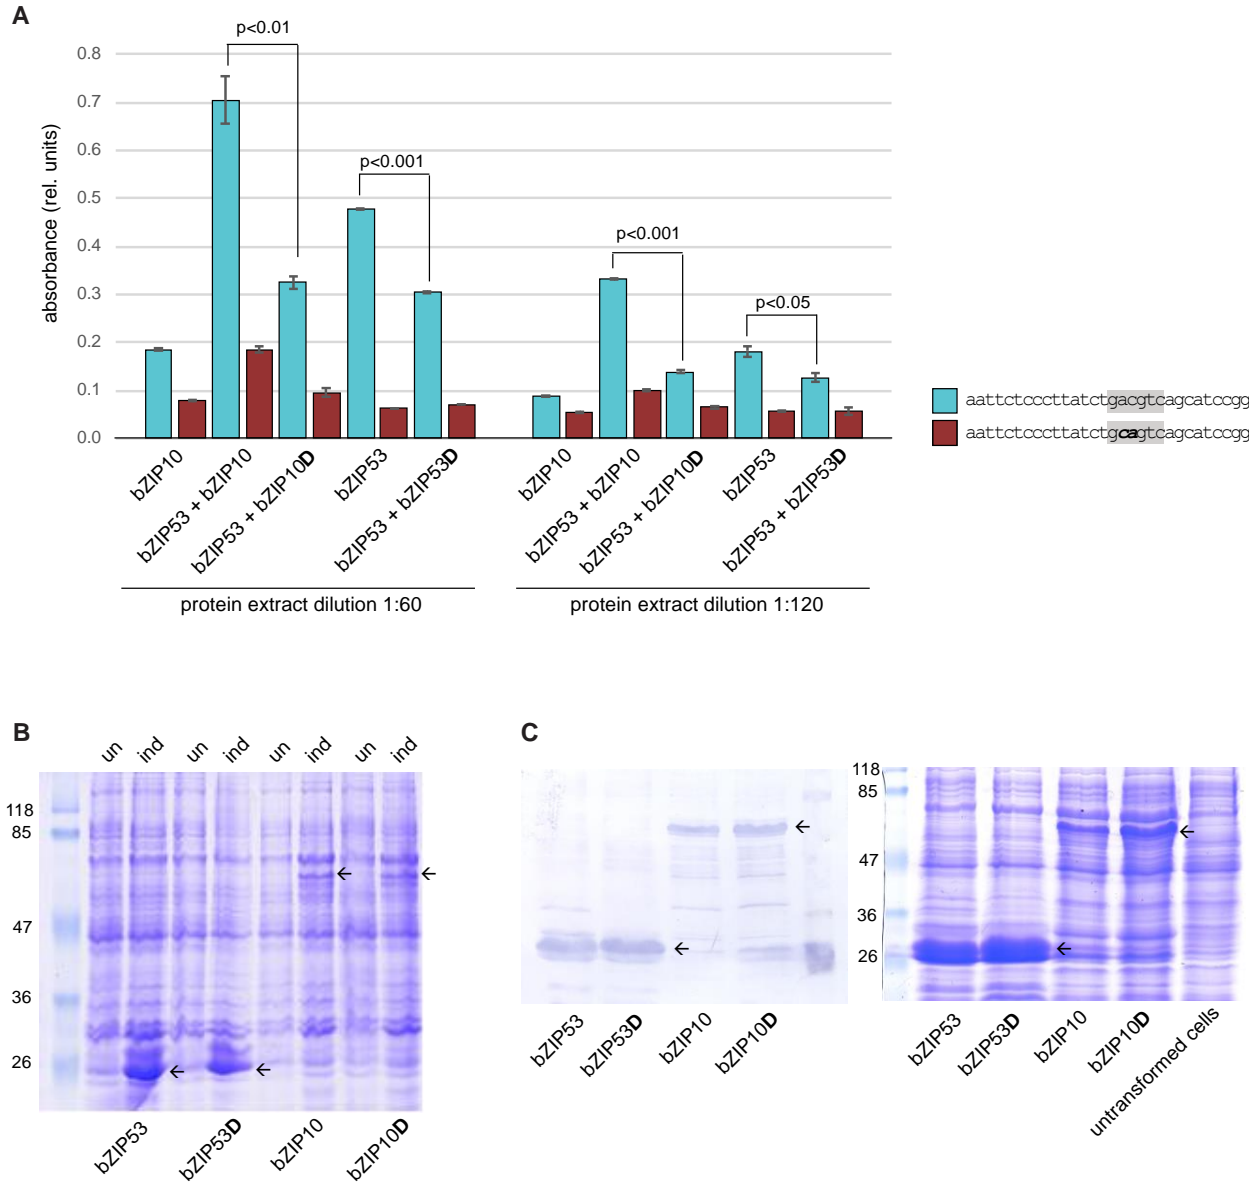 A
p<0.01
0.8
p<0.001
0.7
0.6
p<0.001
0.5
p<0.05
0.4
0.3
0.2
0.1
0.0
absorbance (rel. units)
aattctcccttatctgacgtcagcatccgg
aattctcccttatctgcagtcagcatccgg
bZIP10
bZIP53 + bZIP10
bZIP53 + bZIP10D
bZIP53
bZIP53 + bZIP53D
bZIP10
bZIP53 + bZIP10
bZIP53 + bZIP10D
bZIP53
bZIP53 + bZIP53D
protein extract dilution 1:60
protein extract dilution 1:120
B
un ind un ind un ind un ind
118
85
47
36
26
bZIP53
bZIP53D
bZIP10
bZIP10D
C
118
85
47
36
26
bZIP53
bZIP53D
bZIP10
bZIP10D
bZIP53
bZIP53D
bZIP10
bZIP10D
untransformed cells